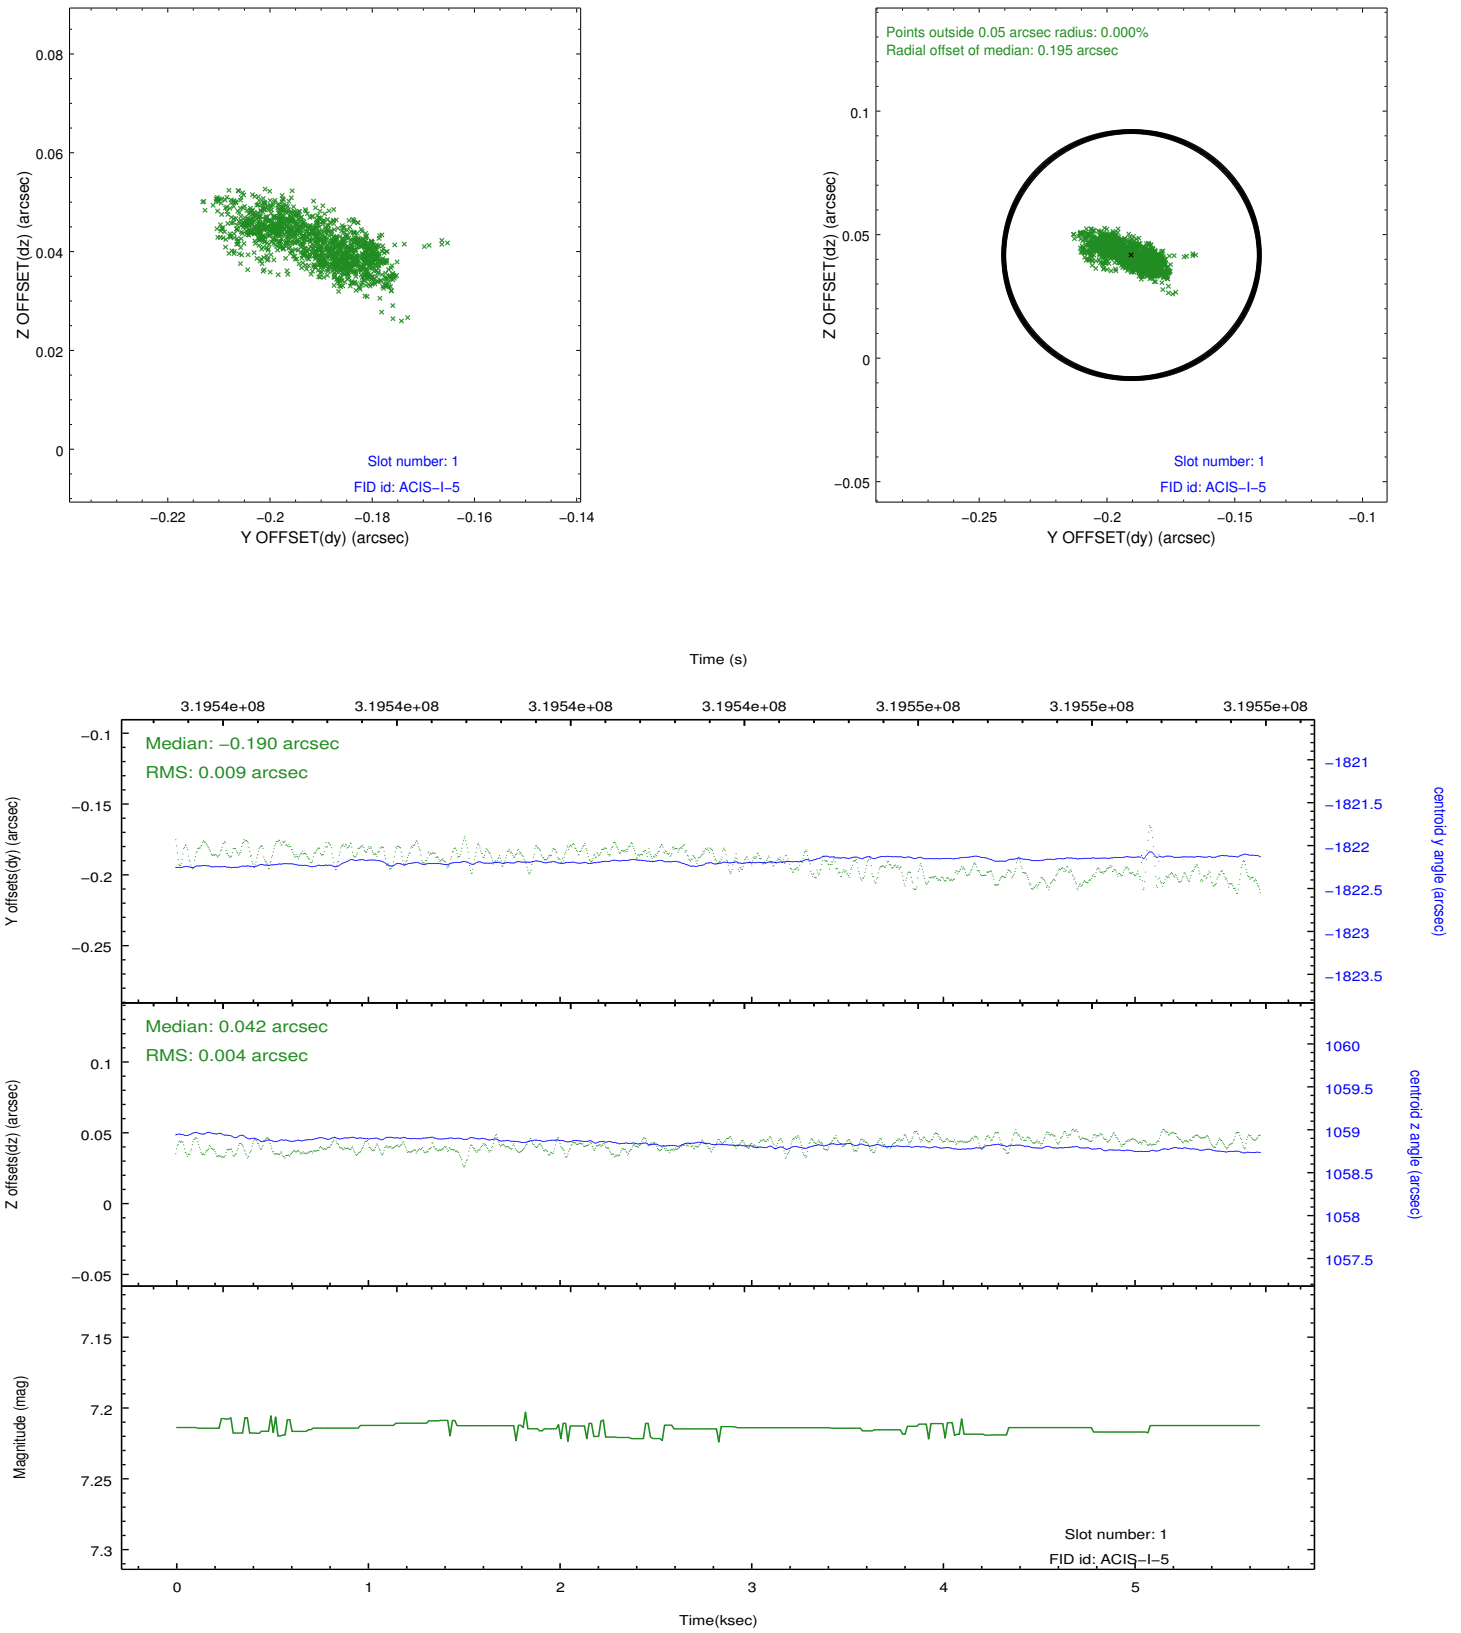 0.08
0.06
0.04
0.02
0
Z OFFSET(dz) (arcsec)
Slot number: 1
FID id: ACIS−I−5
−0.22 −0.2 −0.18 −0.16 −0.14
Y OFFSET(dy) (arcsec)
Points outside 0.05 arcsec radius: 0.000%
Radial offset of median: 0.195 arcsec
0.1
0.05
0
−0.05
Z OFFSET(dz) (arcsec)
Slot number: 1
FID id: ACIS−I−5
−0.25 −0.2 −0.15 −0.1
Y OFFSET(dy) (arcsec)
Time (s)
3.1954e+08 3.1954e+08 3.1954e+08 3.1954e+08 3.1955e+08 3.1955e+08 3.1955e+08
Median: −0.190 arcsec
RMS: 0.009 arcsec
−0.1
−0.15
−0.2
−0.25
Y offsets(dy) (arcsec)
−1821
−1821.5
−1822
−1822.5
−1823
−1823.5
centroid y angle (arcsec)
Median: 0.042 arcsec
RMS: 0.004 arcsec
0.1
0.05
0
−0.05
Z offsets(dz) (arcsec)
1060
1059.5
1059
1058.5
1058
1057.5
centroid z angle (arcsec)
7.15
7.2
7.25
7.3
Magnitude (mag)
Slot number: 1
FID id: ACIS−I−5
0 1 2 3 4 5
Time(ksec)